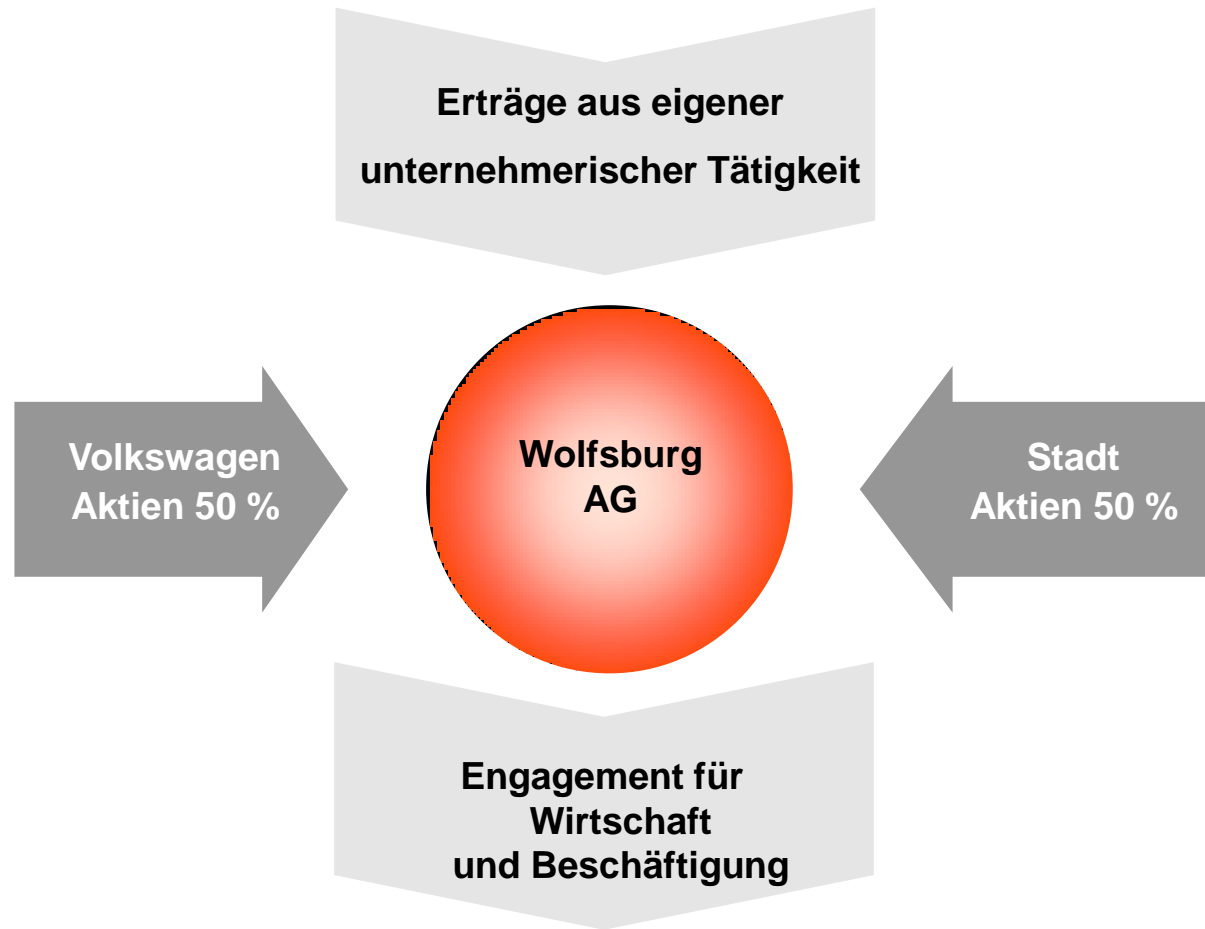 Erträge aus eigener
unternehmerischer Tätigkeit
Volkswagen
Aktien 50 %
Wolfsburg
AG
Stadt
Aktien 50 %
Engagement für
Wirtschaft
und Beschäftigung